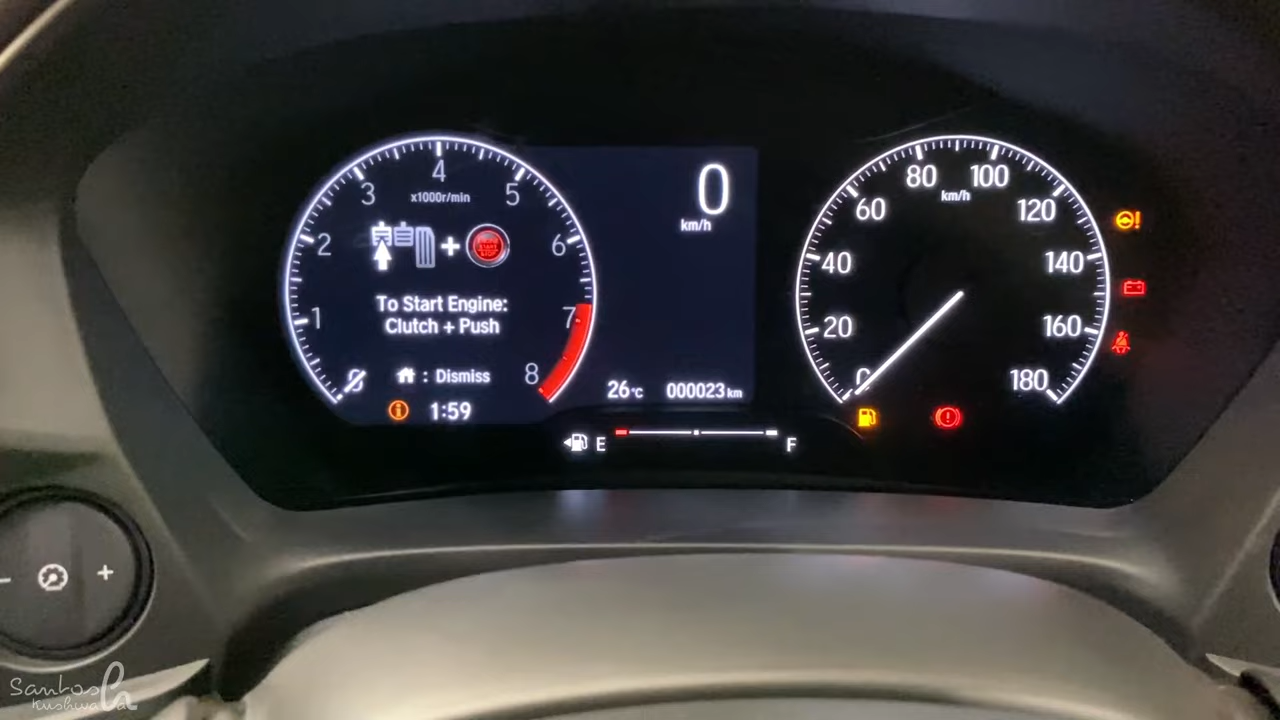 4
3
5
x1000r/min
2
6
To Start Engine:
Clutch + Push
1
7
8
: Dismiss
1:59
0
km/h
26°C
000023 km
E
F
80
100
km/h
60
120
40
140
20
160
0
180
- +
Santosh
Kushwaha